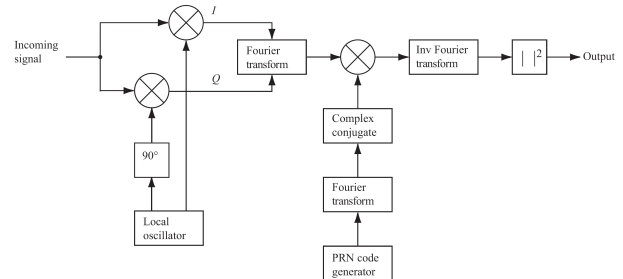 I
Incoming
signal
Fourier
transform
Inv Fourier
transform
| |²
Output
Q
Complex
conjugate
90°
Fourier
transform
Local
oscillator
PRN code
generator